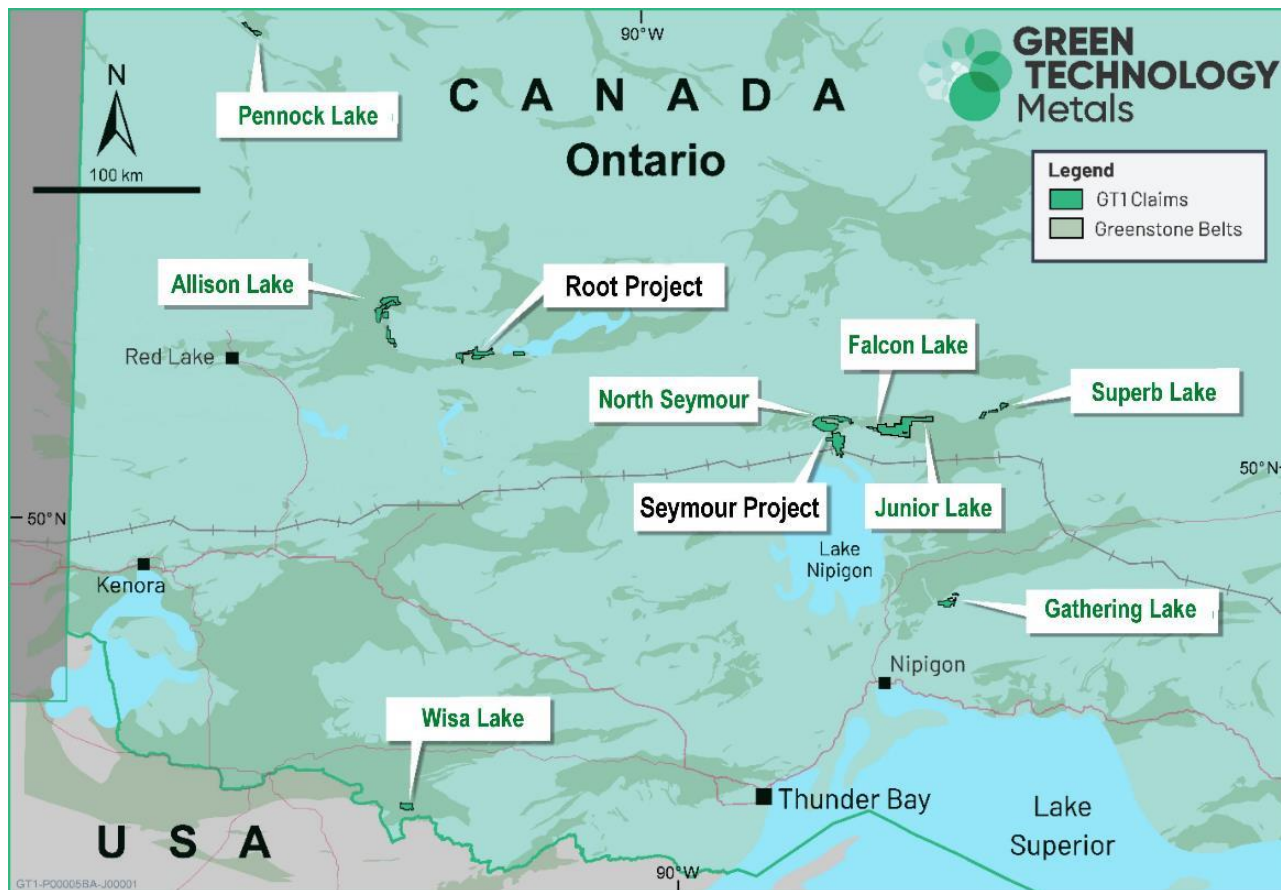 90°W
GREEN
TECHNOLOGY
Metals
N
CANADA
Pennock Lake
Ontario
100 km
Legend
GT1 Claims
Greenstone Belts
Allison Lake
Root Project
Red Lake
Falcon Lake
North Seymour
Superb Lake
50°N
Seymour Project
Junior Lake
50°N
Lake
Nipigon
Kenora
Gathering Lake
Nipigon
Wisa Lake
Thunder Bay
Lake
Superior
USA
90°W
GT1-P00005BA-J00001